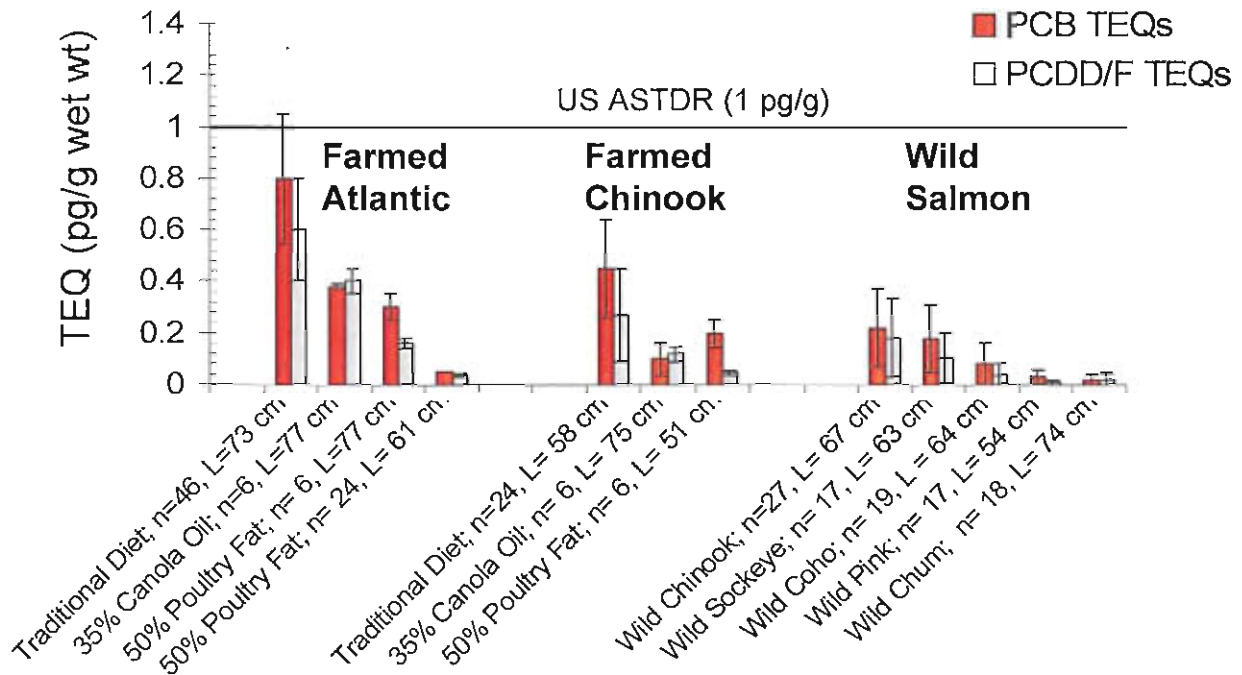 1.4
1.2
1
0.8
0.6
0.4
0.2
0
TEQ (pg/g wet wt)
PCB TEQs
PCDD/F TEQs
US ASTDR (1 pg/g)
Farmed
Atlantic
Farmed
Chinook
Wild
Salmon
Traditional Diet; n=46, L=73 cm
35% Canola Oil; n=6, L=77 cm
50% Poultry Fat; n= 6, L=77 cm
50% Poultry Fat; n= 24, L= 61 cm
Traditional Diet; n=24, L= 58 cm
35% Canola Oil; n= 6, L= 75 cm
50% Poultry Fat; n= 6, L= 51 cm
Wild Chinook; n=27, L= 67 cm
Wild Sockeye; n= 17, L= 63 cm
Wild Coho; n= 19, L= 64 cm
Wild Pink; n= 17, L= 54 cm
Wild Chum; n= 18, L= 74 cm